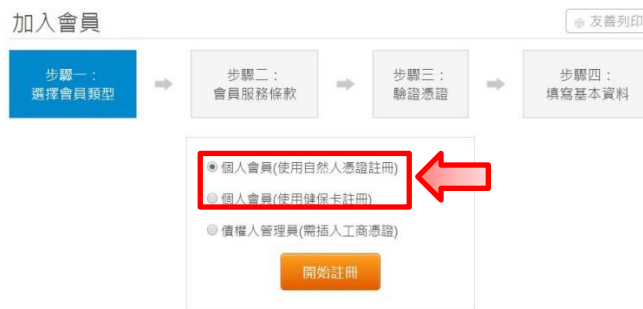 加入會員
友善列印
步驟一：
選擇會員類型
步驟二：
會員服務條款
步驟三：
驗證憑證
步驟四：
填寫基本資料
個人會員(使用自然人憑證註冊)
個人會員(使用健保卡註冊)
債權人管理員(需插入工商憑證)
開始註冊